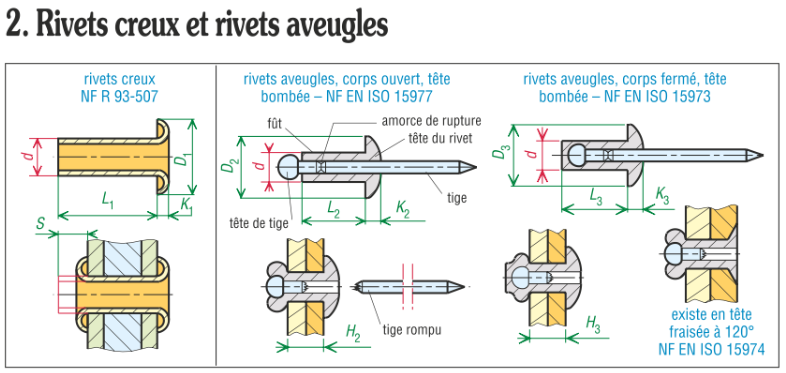 2. Rivets creux et rivets aveugles
rivets creux
NF R 93-507
d
D1
L1
K1
S
rivets aveugles, corps ouvert, tête
bombée – NF EN ISO 15977
fût
amorce de rupture
tête du rivet
D2
d
tige
L2
K2
tête de tige
H2
tige rompu
rivets aveugles, corps fermé, tête
bombée – NF EN ISO 15973
D3
d
L3
K3
H3
existe en tête
fraisée à 120°
NF EN ISO 15974